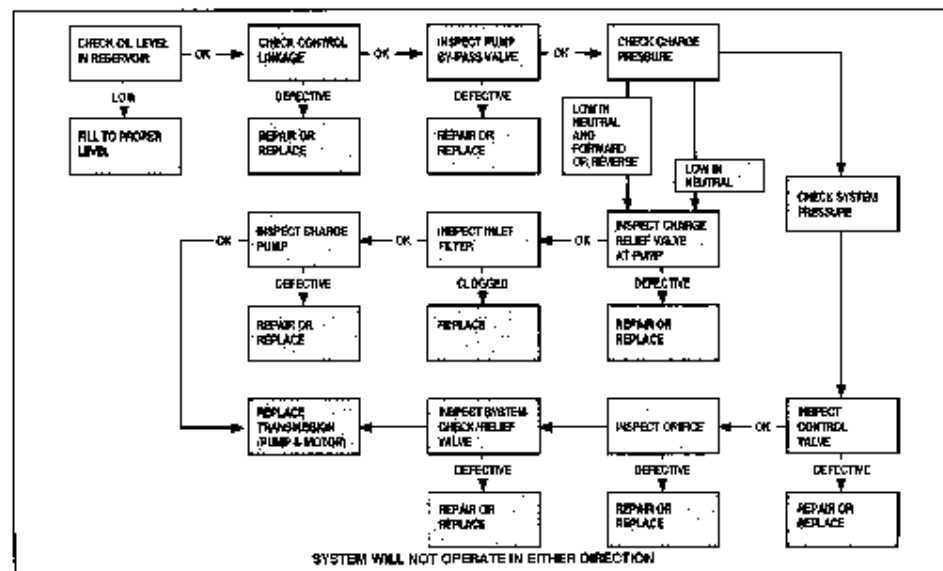 CHECK OIL LEVEL
IN RESERVOIR
OK
CHECK CONTROL
LINKAGE
OK
INSPECT PUMP
BY-PASS VALVE
OK
CHECK CHARGE
PRESSURE
LOW
DEFECTIVE
DEFECTIVE
FILL TO PROPER
LEVEL
REPAIR OR
REPLACE
REPAIR OR
REPLACE
LOW IN
NEUTRAL
AND
FORWARD
OR REVERSE
LOW IN
NEUTRAL
CHECK SYSTEM
PRESSURE
OK
INSPECT CHARGE
PUMP
OK
INSPECT INLET
FILTER
OK
INSPECT CHARGE
RELIEF VALVE
AT PUMP
DEFECTIVE
CLOGGED
DEFECTIVE
REPAIR OR
REPLACE
REPLACE
REPAIR OR
REPLACE
REPLACE
TRANSMISSION
(PUMP & MOTOR)
INSPECT SYSTEM
CHECK/RELIEF
VALVE
INSPECT ORIFICE
OK
INSPECT
CONTROL
VALVE
DEFECTIVE
DEFECTIVE
DEFECTIVE
REPAIR OR
REPLACE
REPAIR OR
REPLACE
REPAIR OR
REPLACE
SYSTEM WILL NOT OPERATE IN EITHER DIRECTION